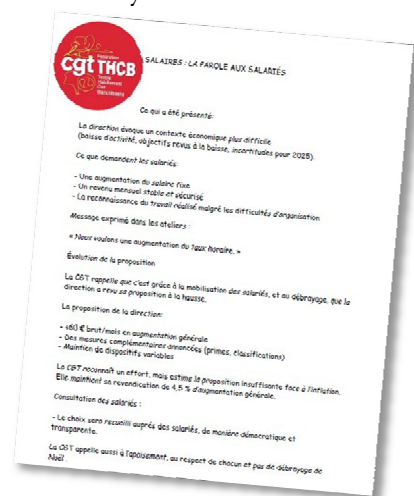 cgt THCB
SALAIRES : LA PAROLE AUX SALARIÉS
Ce qui a été présenté:
La direction évoque un contexte économique plus difficile
(baisse d'activité, objectifs revus à la baisse, incertitudes pour 2025).
Ce que demandent les salariés:
- Une augmentation du salaire fixe
- Un revenu mensuel stable et sécurisé
- La reconnaissance du travail réalisé malgré les difficultés d'organisation
Message exprimé dans les ateliers :
« Nous voulons une augmentation du taux horaire. »
Évolution de la proposition
La CGT rappelle que c'est grâce à la mobilisation des salariés, et au débrayage, que la
direction a revu sa proposition à la hausse.
La proposition de la direction:
- +60 € brut/mois en augmentation générale
- Des mesures complémentaires annoncées (primes, classifications)
- Maintien de dispositifs variables
La CGT reconnaît un effort, mais estime la proposition insuffisante face à l'inflation.
Elle maintient sa revendication de 4,5 % d'augmentation générale.
Consultation des salariés :
- Le choix sera recueilli auprès des salariés, de manière démocratique et
transparente.
La CGT appelle aussi à l'apaisement, au respect de chacun et pas de débrayage de
Noël .